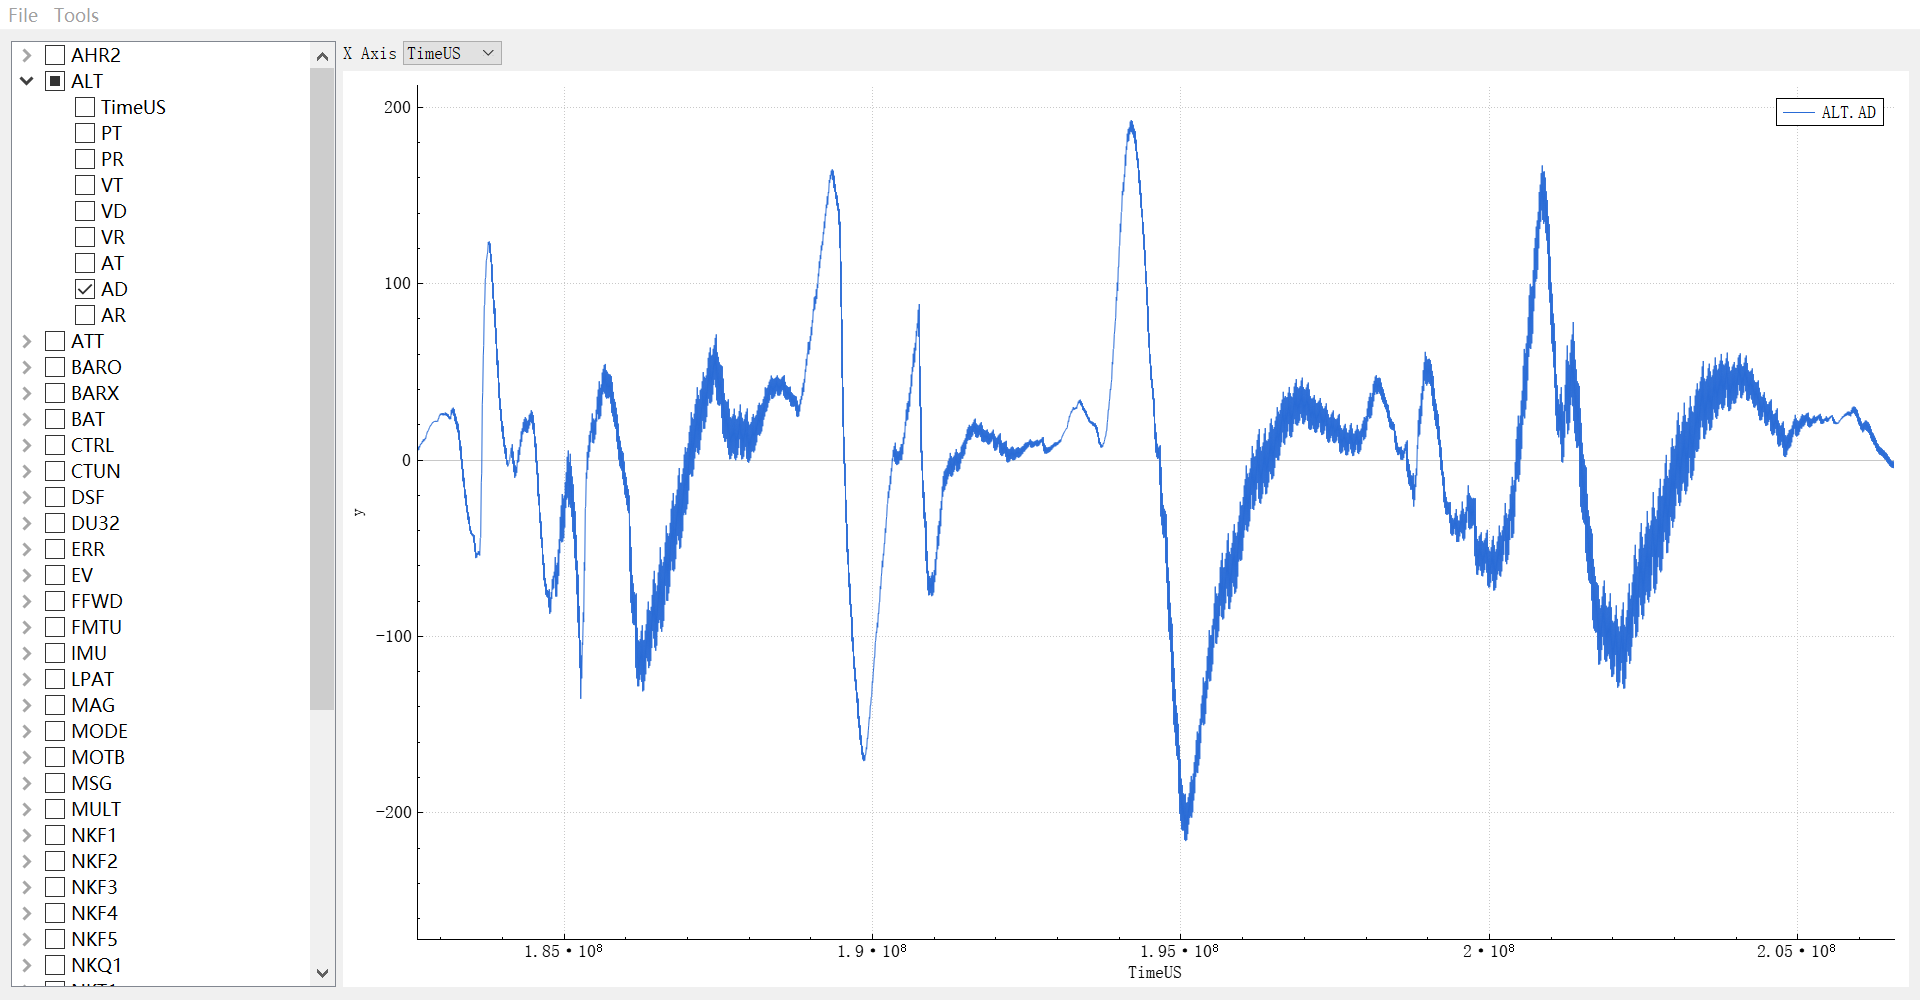 File Tools
AHR2
ALT
TimeUS
PT
PR
VT
VD
VR
AT
AD
AR
ATT
BARO
BARX
BAT
CTRL
CTUN
DSF
DU32
ERR
EV
FFWD
FMTU
IMU
LPAT
MAG
MODE
MOTB
MSG
MULT
NKF1
NKF2
NKF3
NKF4
NKF5
NKQ1
X Axis TimeUS
ALT.AD
200
100
0
-100
-200
y
1.85·10⁸ 1.9·10⁸ 1.95·10⁸ 2·10⁸ 2.05·10⁸
TimeUS